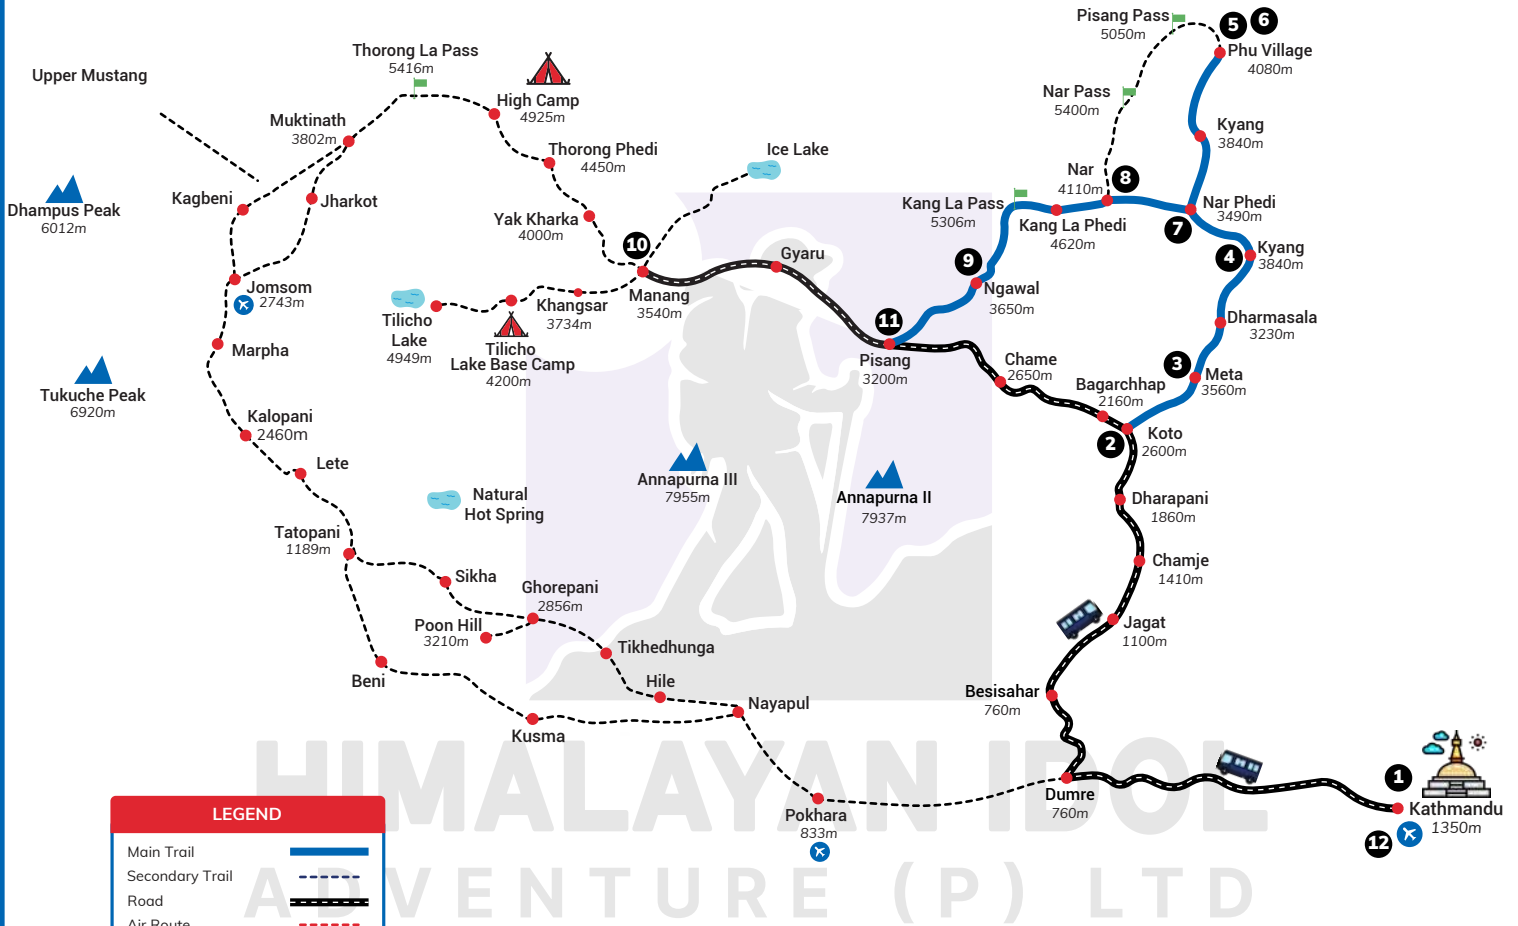 Pisang Pass
5050m
5
6
Phu Village
4080m
Thorong La Pass
5416m
Upper Mustang
High Camp
4925m
Nar Pass
5400m
Muktinath
3802m
Kyang
3840m
Thorong Phedi
4450m
Ice Lake
Nar
4110m
8
Kagbeni
Jharkot
Dhampus Peak
6012m
Yak Kharka
4000m
Kang La Pass
5306m
Kang La Phedi
4620m
Nar Phedi
3490m
7
10
Gyaru
4
Kyang
3840m
9
Ngawal
3650m
Jomsom
2743m
Manang
3540m
Khangsar
3734m
Tilicho
Lake
4949m
Tilicho
Lake Base Camp
4200m
11
Pisang
3200m
Dharmasala
3230m
Marpha
Chame
2650m
3
Meta
3560m
Tukuche Peak
6920m
Bagarchhap
2160m
Kalopani
2460m
2
Koto
2600m
Lete
Annapurna III
7955m
Annapurna II
7937m
Natural
Hot Spring
Dharapani
1860m
Tatopani
1189m
Chamje
1410m
Sikha
Ghorepani
2856m
Poon Hill
3210m
Jagat
1100m
Tikhedhunga
Beni
Hile
Nayapul
Besisahar
760m
Kusma
HIMALAYAN IDOL
ADVENTURE (P) LTD
1
Kathmandu
1350m
12
Dumre
760m
Pokhara
833m
LEGEND
Main Trail
Secondary Trail
Road
Air Route